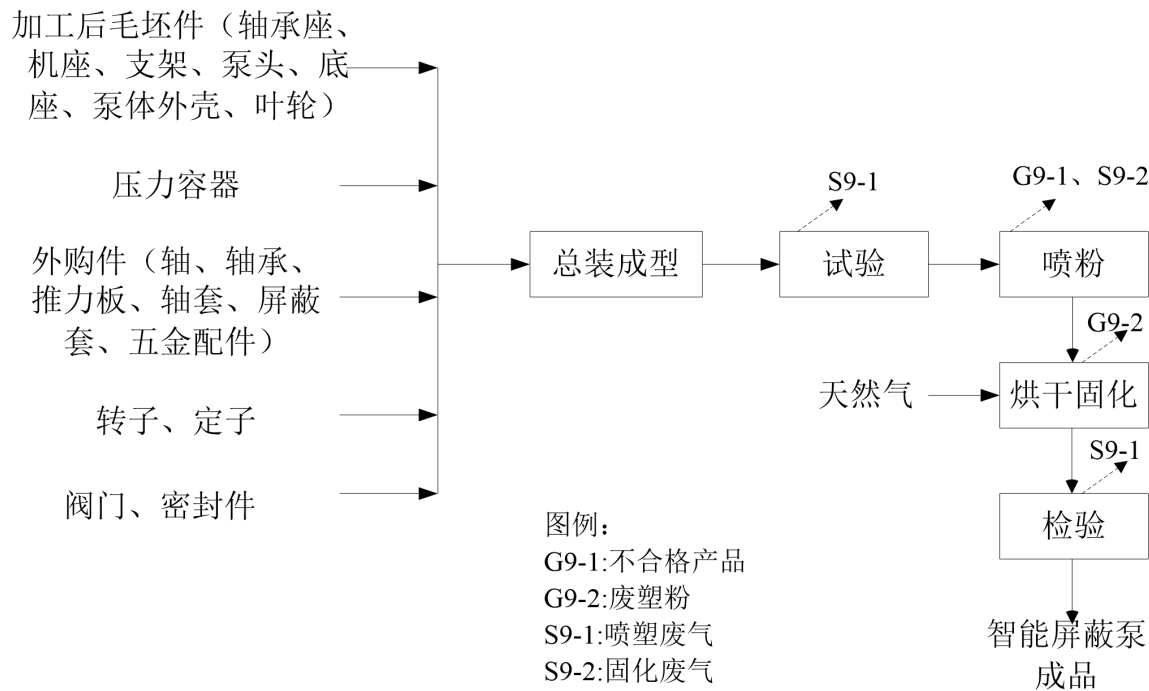 加工后毛坯件（轴承座、
机座、支架、泵头、底
座、泵体外壳、叶轮）
压力容器
外购件（轴、轴承、
推力板、轴套、屏蔽
套、五金配件）
转子、定子
阀门、密封件
总装成型
S9-1
试验
G9-1、S9-2
喷粉
G9-2
天然气
烘干固化
S9-1
检验
智能屏蔽泵
成品
图例：
G9-1:不合格产品
G9-2:废塑粉
S9-1:喷塑废气
S9-2:固化废气